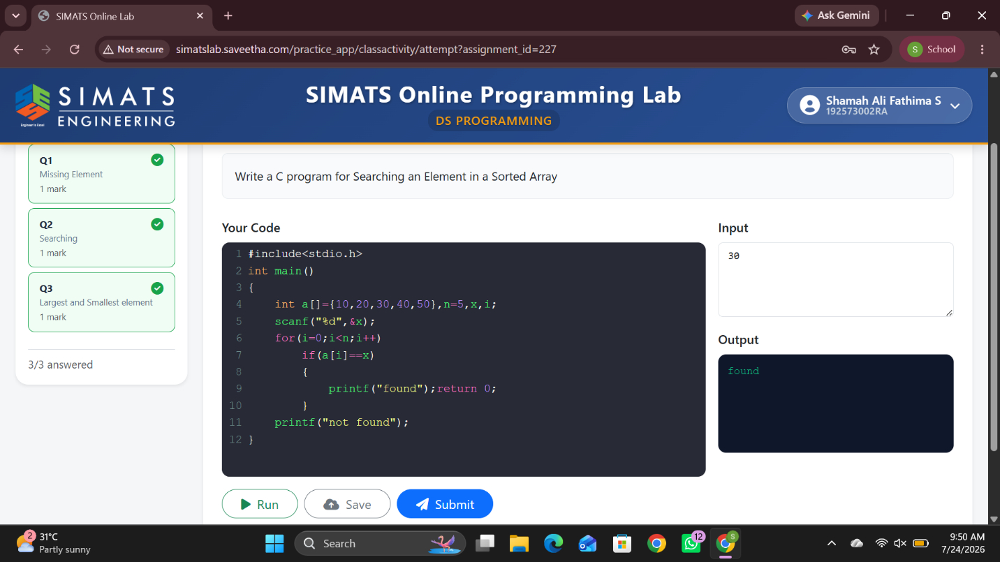 SIMATS Online Lab
Ask Gemini
Not secure
simatslab.saveetha.com/practice_app/classactivity/attempt?assignment_id=227
S
School
SIMATS
ENGINEERING
Engineer to Excel
SIMATS Online Programming Lab
DS PROGRAMMING
Shamah Ali Fathima S
192573002RA
Q1
Missing Element
1 mark
Q2
Searching
1 mark
Q3
Largest and Smallest element
1 mark
3/3 answered
Write a C program for Searching an Element in a Sorted Array
Your Code
1 #include<stdio.h>
2 int main()
3 {
4 int a[]={10,20,30,40,50},n=5,x,i;
5 scanf("%d",&x);
6 for(i=0;i<n;i++)
7 if(a[i]==x)
8 {
9 printf("found");return 0;
10 }
11 printf("not found");
12 }
Input
30
Output
found
Run
Save
Submit
2
31°C
Partly sunny
Search
12
S
9:50 AM
7/24/2026